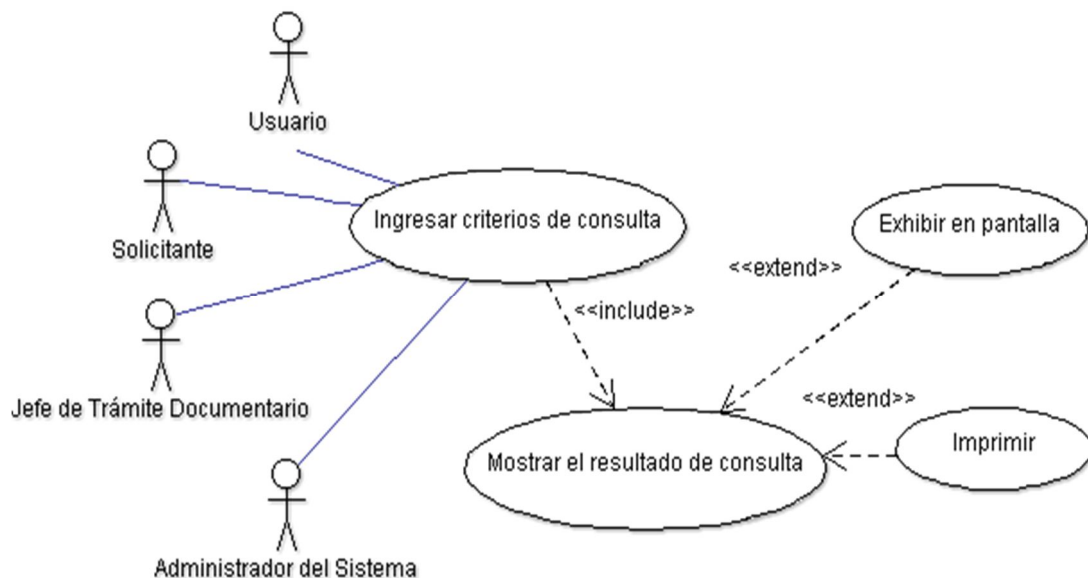 Usuario
Solicitante
Ingresar criterios de consulta
Exhibir en pantalla
<<extend>>
<<include>>
Jefe de Trámite Documentario
<<extend>>
Mostrar el resultado de consulta
Imprimir
Administrador del Sistema